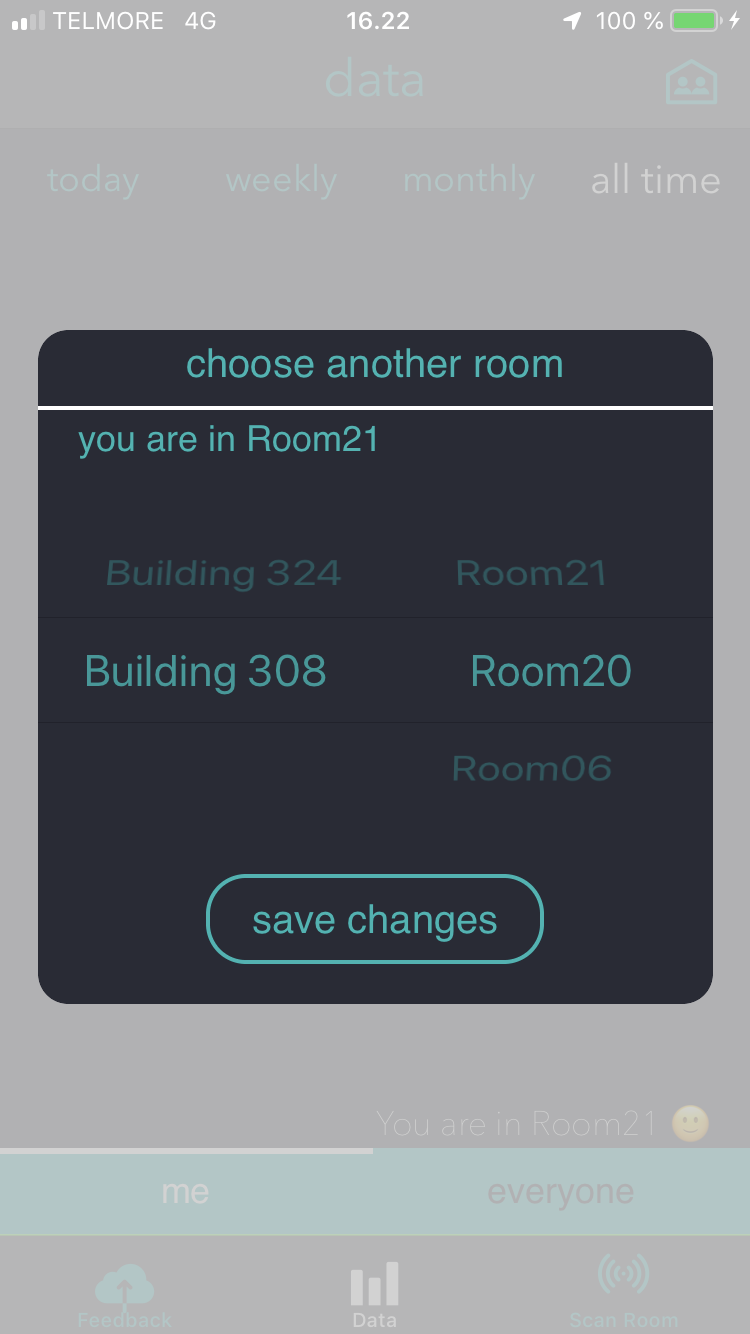 TELMORE 4G 16.22 100 %
data
today weekly monthly all time
choose another room
you are in Room21
Building 324 Room21
Building 308 Room20
Room06
save changes
You are in Room21 🙂
me everyone
Feedback Data Scan Room